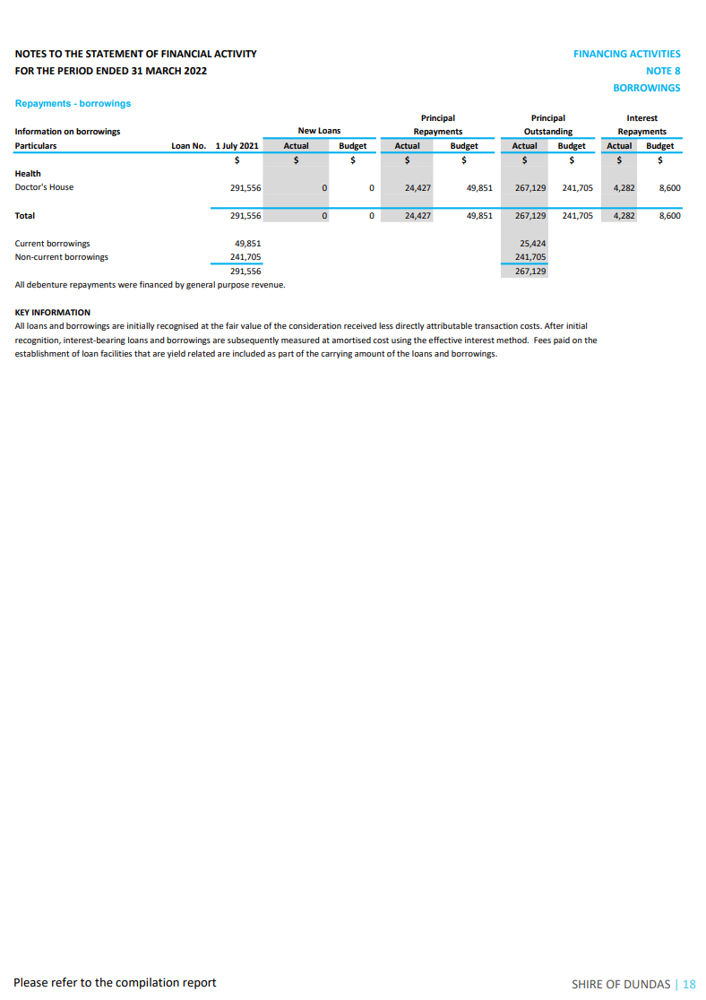 NOTES TO THE STATEMENT OF FINANCIAL ACTIVITY FINANCING ACTIVITIES
FOR THE PERIOD ENDED 31 MARCH 2022 NOTE 8
BORROWINGS
Repayments - borrowings
Principal Principal Interest
Information on borrowings New Loans Repayments Outstanding Repayments
Particulars Loan No. 1 July 2021 Actual Budget Actual Budget Actual Budget Actual Budget
$ $ $ $ $ $ $ $ $
Health
Doctor's House 291,556 0 0 24,427 49,851 267,129 241,705 4,282 8,600
Total 291,556 0 0 24,427 49,851 267,129 241,705 4,282 8,600
Current borrowings 49,851 25,424
Non-current borrowings 241,705 241,705
291,556 267,129
All debenture repayments were financed by general purpose revenue.
KEY INFORMATION
All loans and borrowings are initially recognised at the fair value of the consideration received less directly attributable transaction costs. After initial
recognition, interest-bearing loans and borrowings are subsequently measured at amortised cost using the effective interest method. Fees paid on the
establishment of loan facilities that are yield related are included as part of the carrying amount of the loans and borrowings.
Please refer to the compilation report SHIRE OF DUNDAS | 18